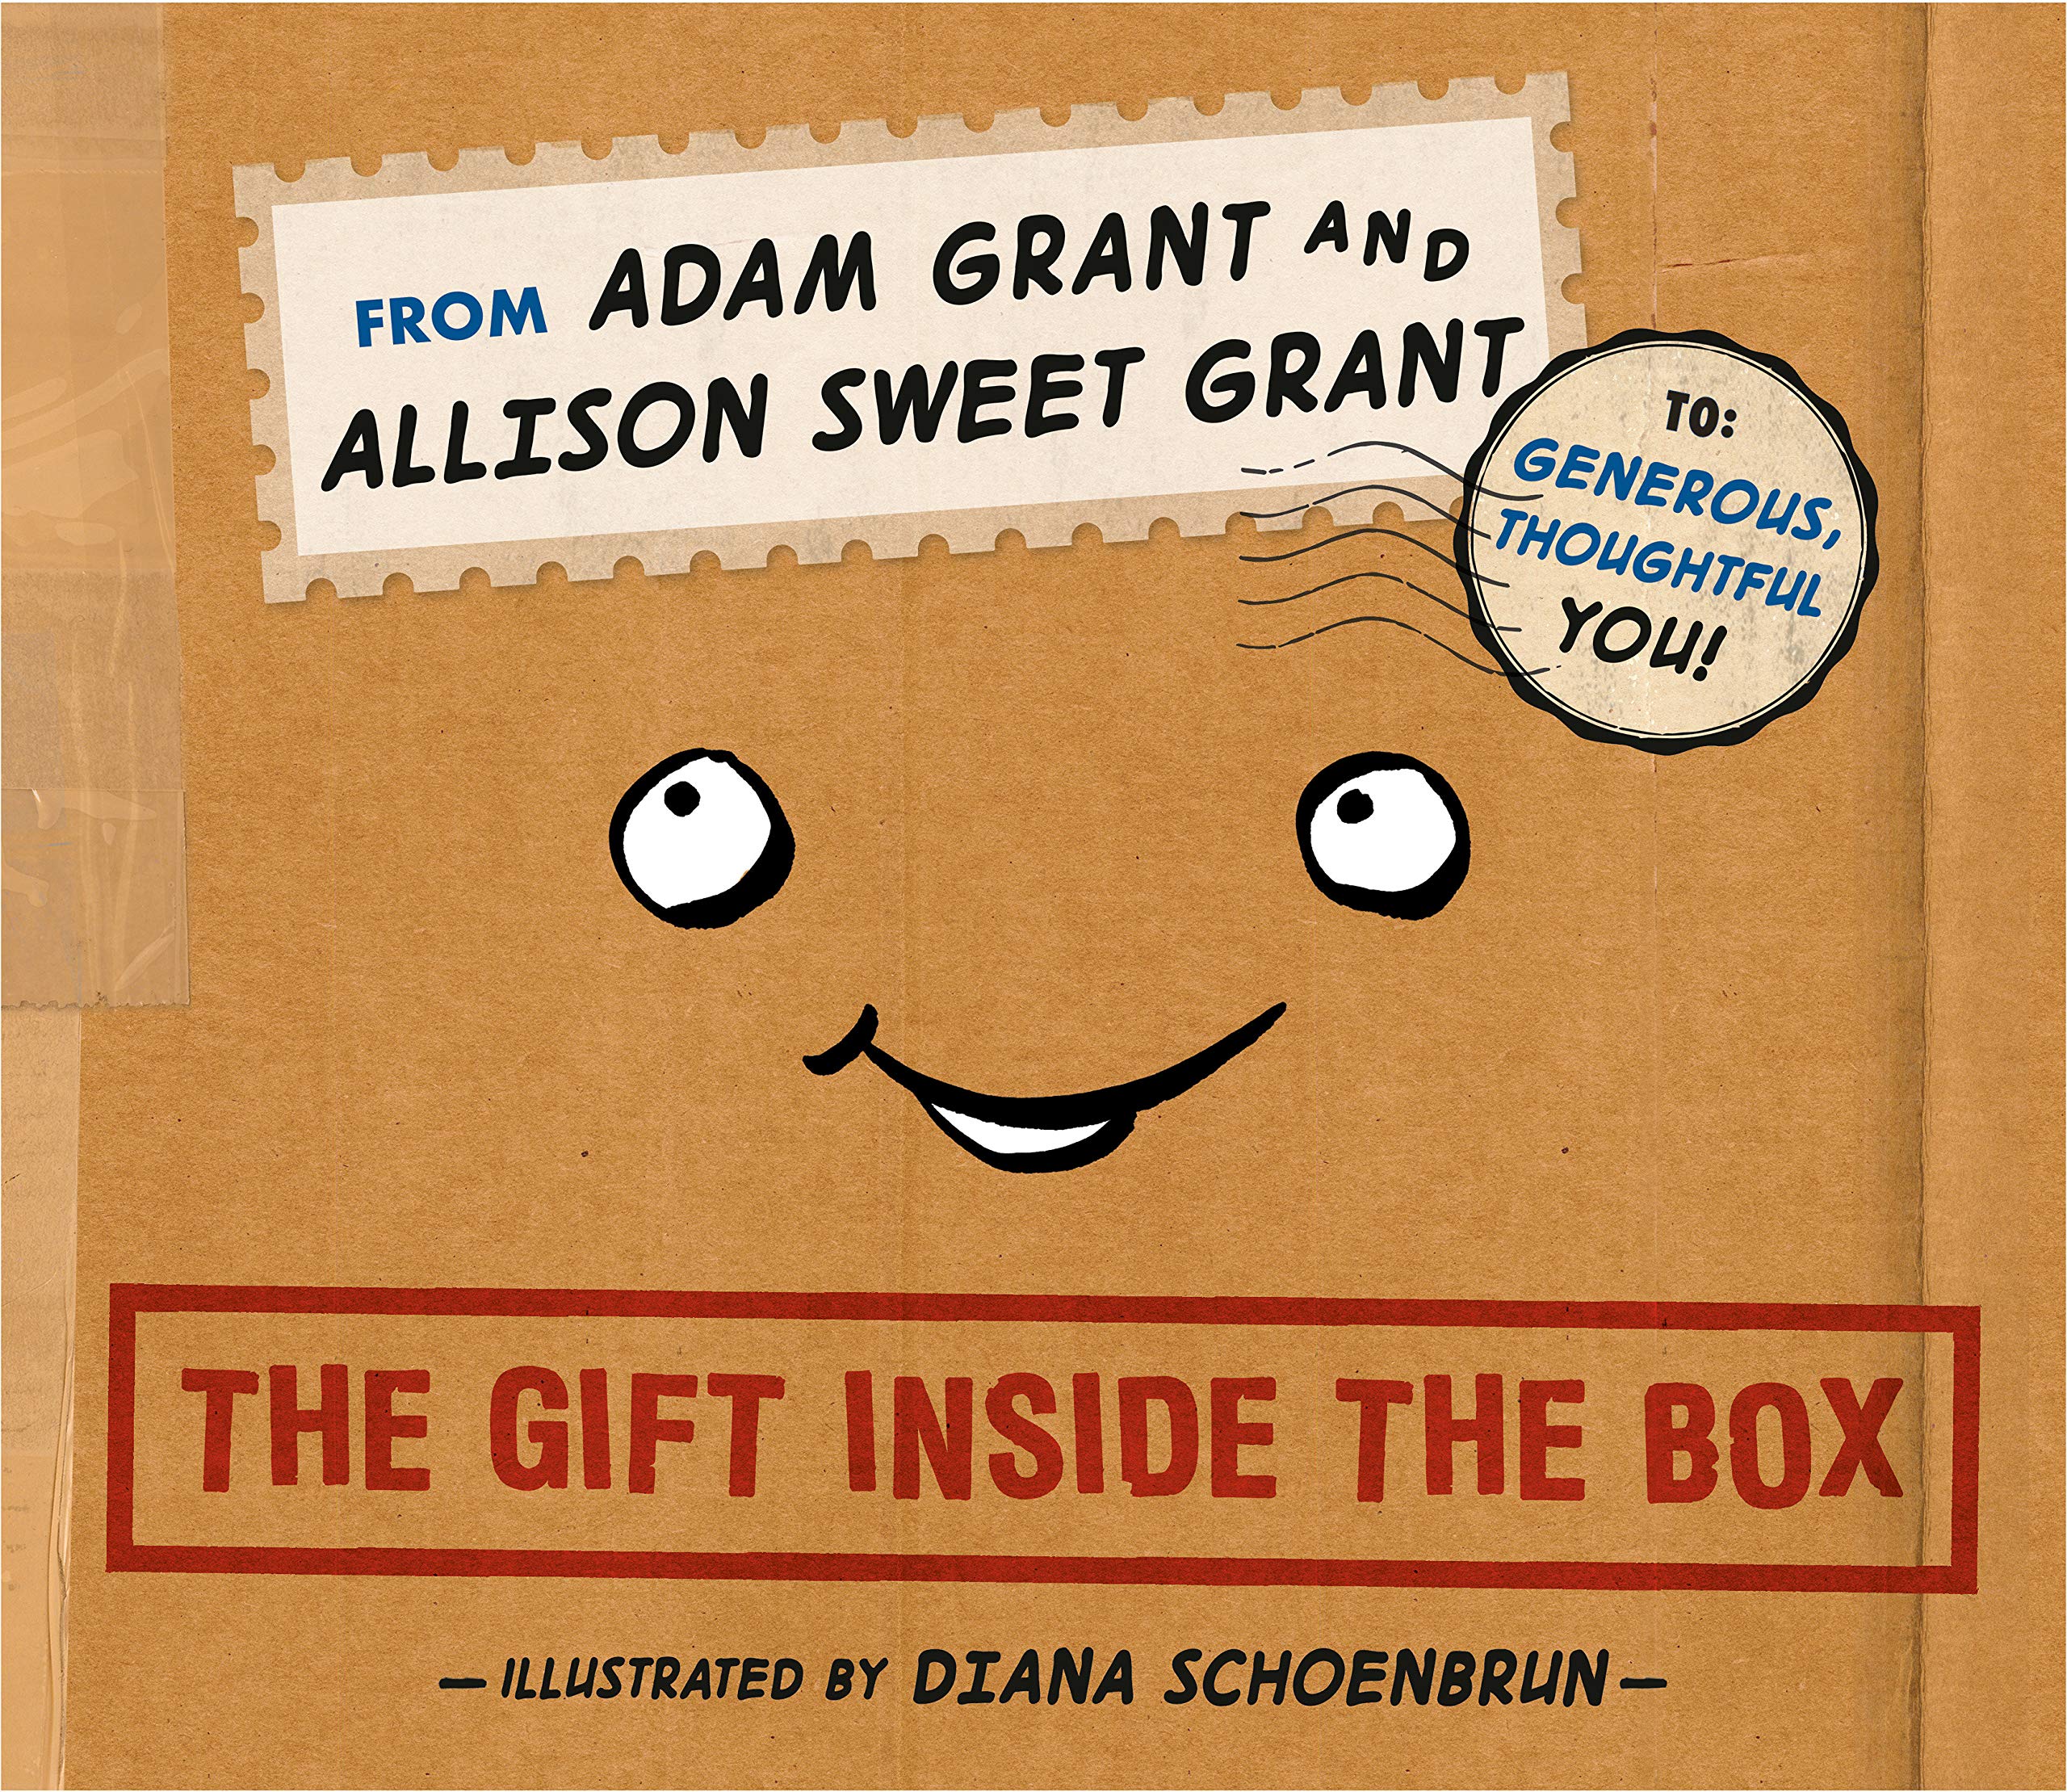 FROM ADAM GRANT AND
ALLISON SWEET GRANT
TO:
GENEROUS,
THOUGHTFUL
YOU!
THE GIFT INSIDE THE BOX
—ILLUSTRATED BY DIANA SCHOENBRUN—